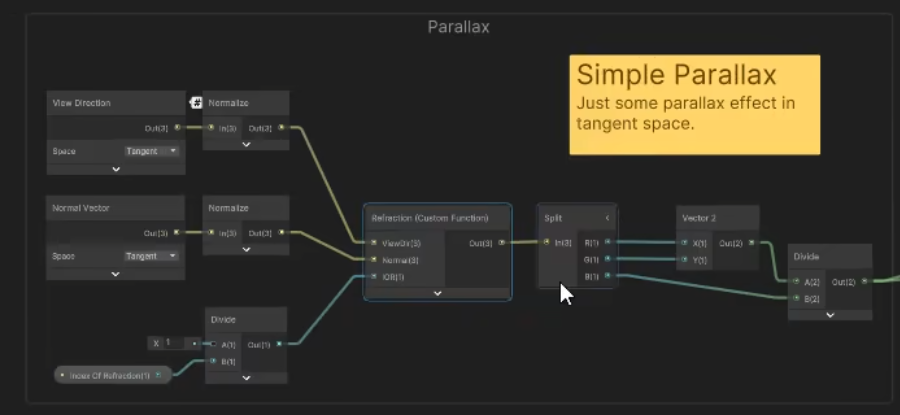 Parallax
Simple Parallax
Just some parallax effect in
tangent space.
View Direction
Out(3)
Space Tangent
Normalize
In(3) Out(3)
Normal Vector
Out(3)
Space Tangent
Normalize
In(3) Out(3)
Divide
X 1
A(1) Out(1)
B(1)
Index Of Refraction(1)
Refraction (Custom Function)
ViewDir(3) Out(3)
Normal(3)
IOR(1)
Split
In(3) R(1)
G(1)
B(1)
Vector 2
X(1) Out(2)
Y(1)
Divide
A(2) Out(2)
B(2)